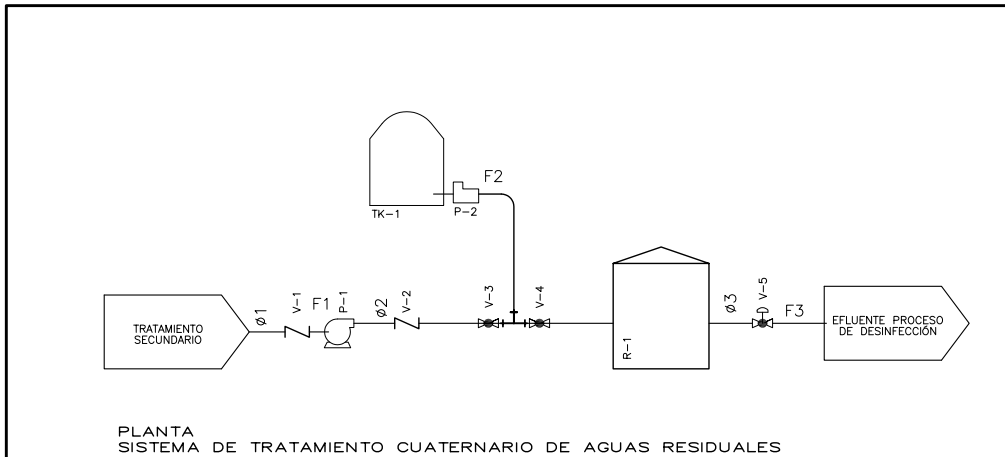 F2
TK-1
P-2
Ø1
V-1
F1
P-1
Ø2
V-2
V-3
V-4
R-1
Ø3
V-5
F3
TRATAMIENTO
SECUNDARIO
EFLUENTE PROCESO
DE DESINFECCIÓN
PLANTA
SISTEMA DE TRATAMIENTO CUATERNARIO DE AGUAS RESIDUALES